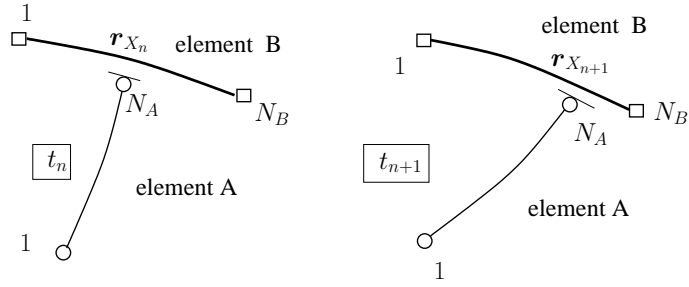 1
$r_{X_n}$
element B
$N_A$
$N_B$
$t_n$
element A
1
element B
1
$r_{X_{n+1}}$
$N_B$
$N_A$
$t_{n+1}$
element A
1